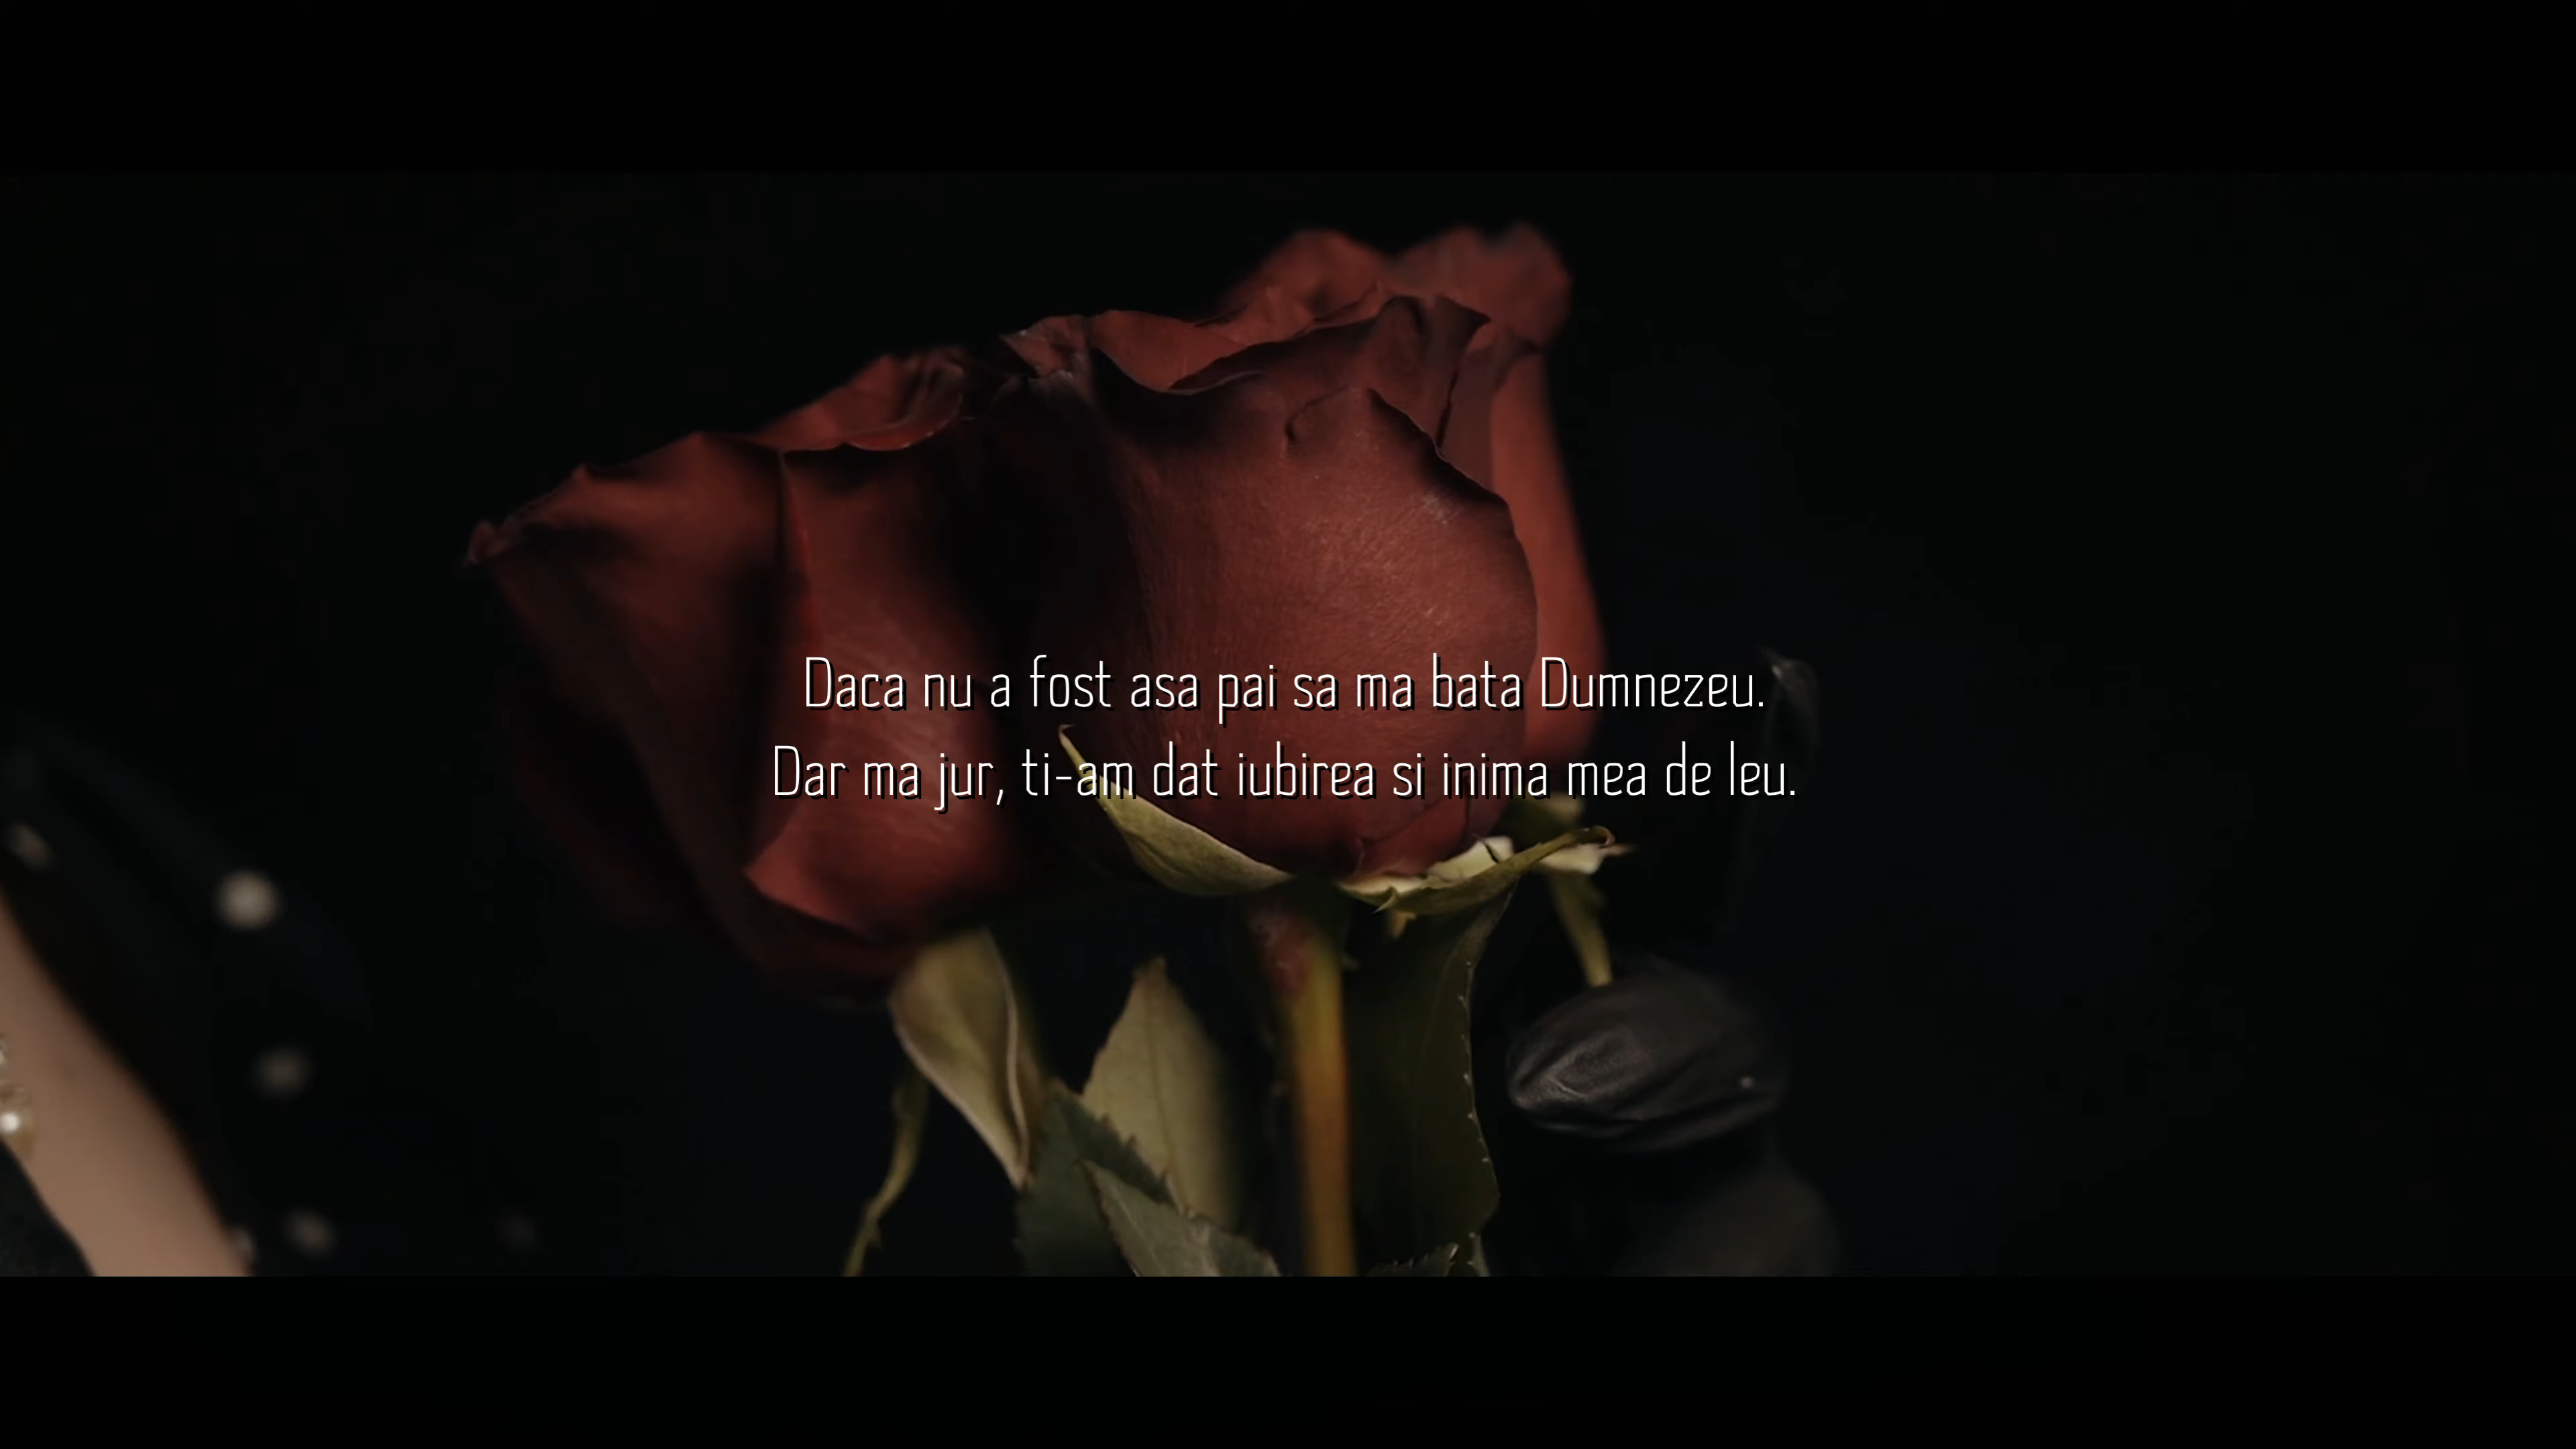 Daca nu a fost asa pai sa ma bata Dumnezeu.
Dar ma jur, ti-am dat iubirea si inima mea de leu.